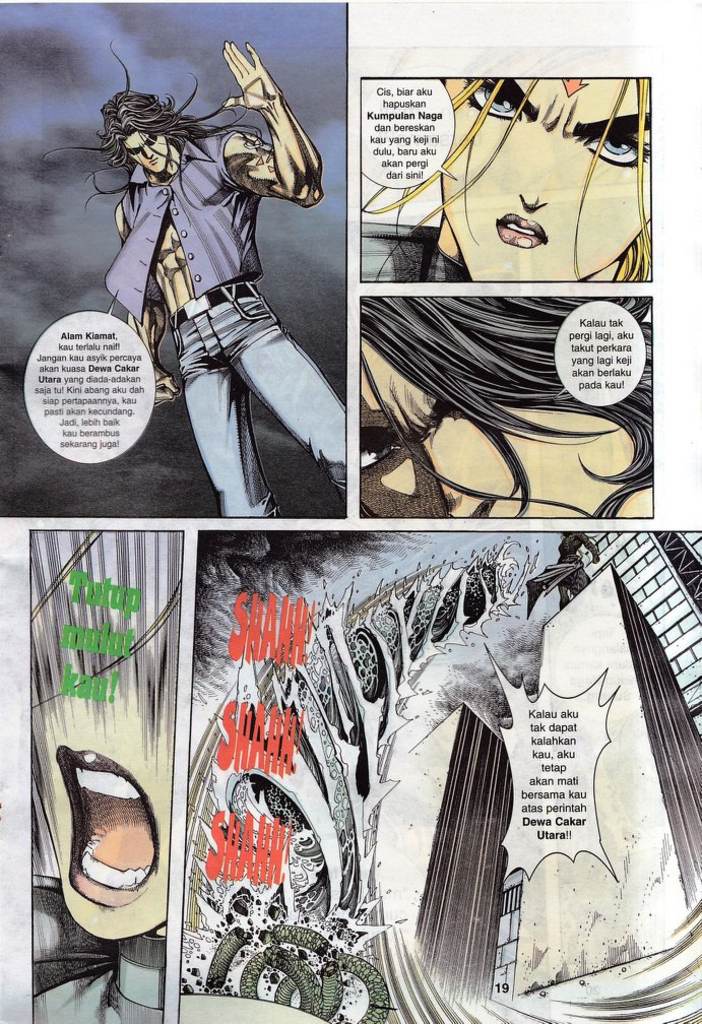 Alam Kiamat,
kau terlalu naif!
Jangan kau asyik percaya
akan kuasa Dewa Cakar
Utara yang diada-adakan
saja tu! Kini abang aku dah
siap pertapaannya, kau
pasti akan kecundang.
Jadi, lebih baik
kau berambus
sekarang juga!
Cis, biar aku
hapuskan
Kumpulan Naga
dan bereskan
kau yang keji ni
dulu, baru aku
akan pergi
dari sini!
Kalau tak
pergi lagi, aku
takut perkara
yang lagi keji
akan berlaku
pada kau!
Tutup
mulut
kau!
SHAHH!
SHAHH!
SHAHH!
Kalau aku
tak dapat
kalahkan
kau, aku
tetap
akan mati
bersama kau
atas perintah
Dewa Cakar
Utara!!
19